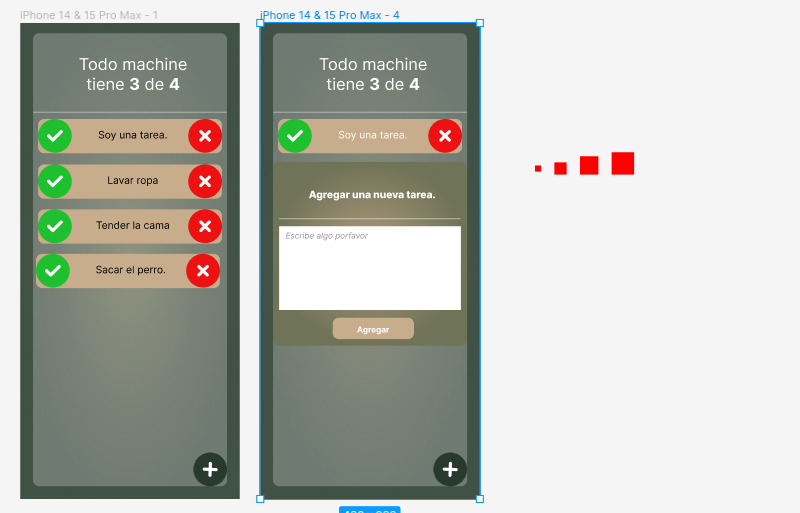 iPhone 14 & 15 Pro Max - 1
Todo machine
tiene 3 de 4
Soy una tarea.
Lavar ropa
Tender la cama
Sacar el perro.
iPhone 14 & 15 Pro Max - 4
Todo machine
tiene 3 de 4
Soy una tarea.
Agregar una nueva tarea.
Escribe algo porfavor
Agregar